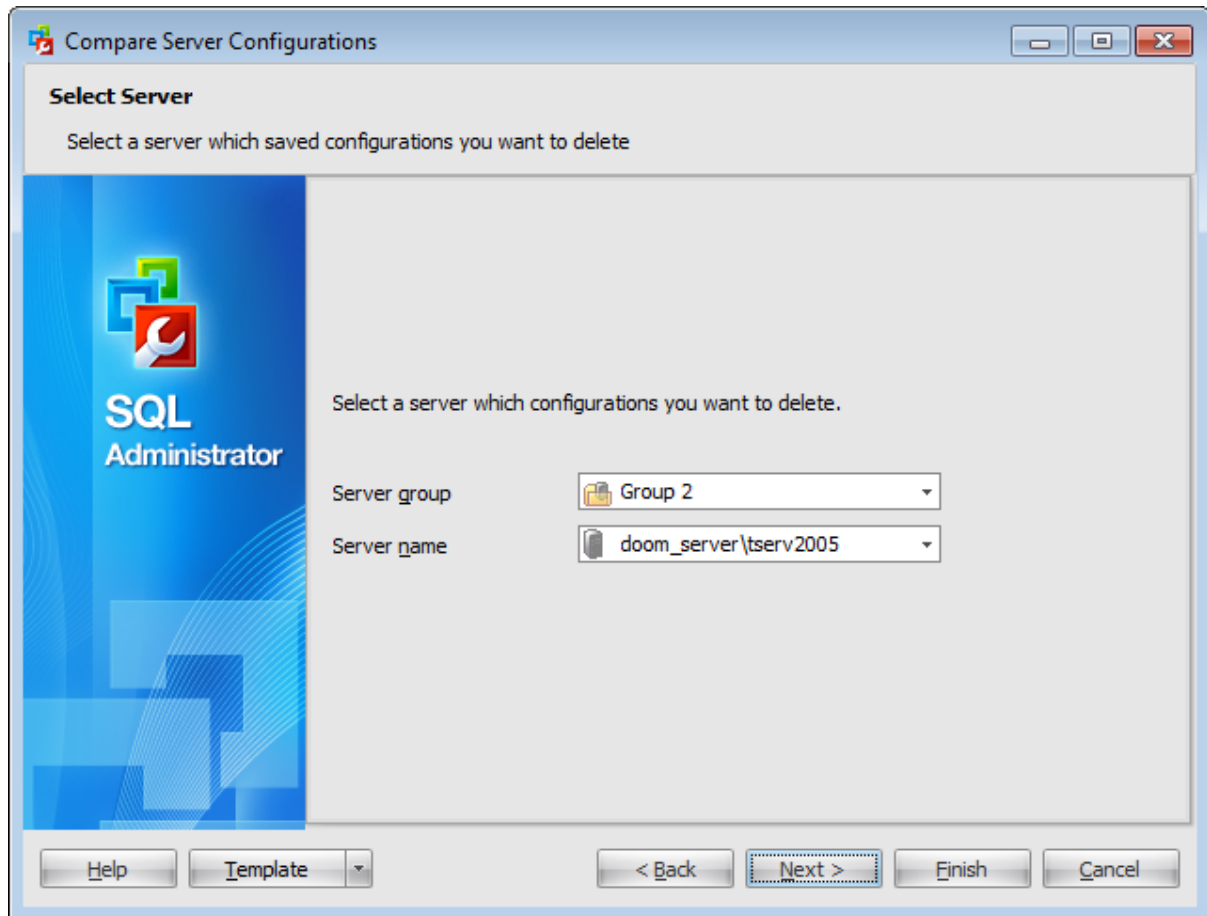 Compare Server Configurations
Select Server
Select a server which saved configurations you want to delete
SQL
Administrator
Select a server which configurations you want to delete.
Server group Group 2
Server name doom_server\tserv2005
Help Template < Back Next > Finish Cancel